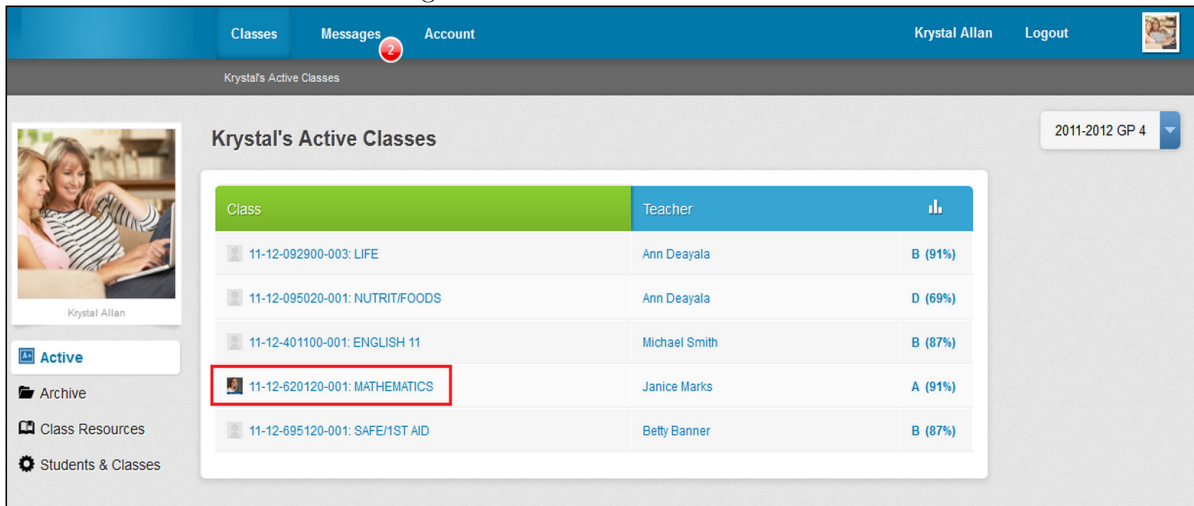 Classes Messages 2 Account Krystal Allan Logout
Krystal's Active Classes
Krystal's Active Classes
2011-2012 GP 4
Class Teacher
11-12-092900-003: LIFE Ann Deayala B (91%)
11-12-095020-001: NUTRIT/FOODS Ann Deayala D (69%)
11-12-401100-001: ENGLISH 11 Michael Smith B (87%)
11-12-620120-001: MATHEMATICS Janice Marks A (91%)
11-12-695120-001: SAFE/1ST AID Betty Banner B (87%)
Krystal Allan
A+ Active
Archive
Class Resources
Students & Classes